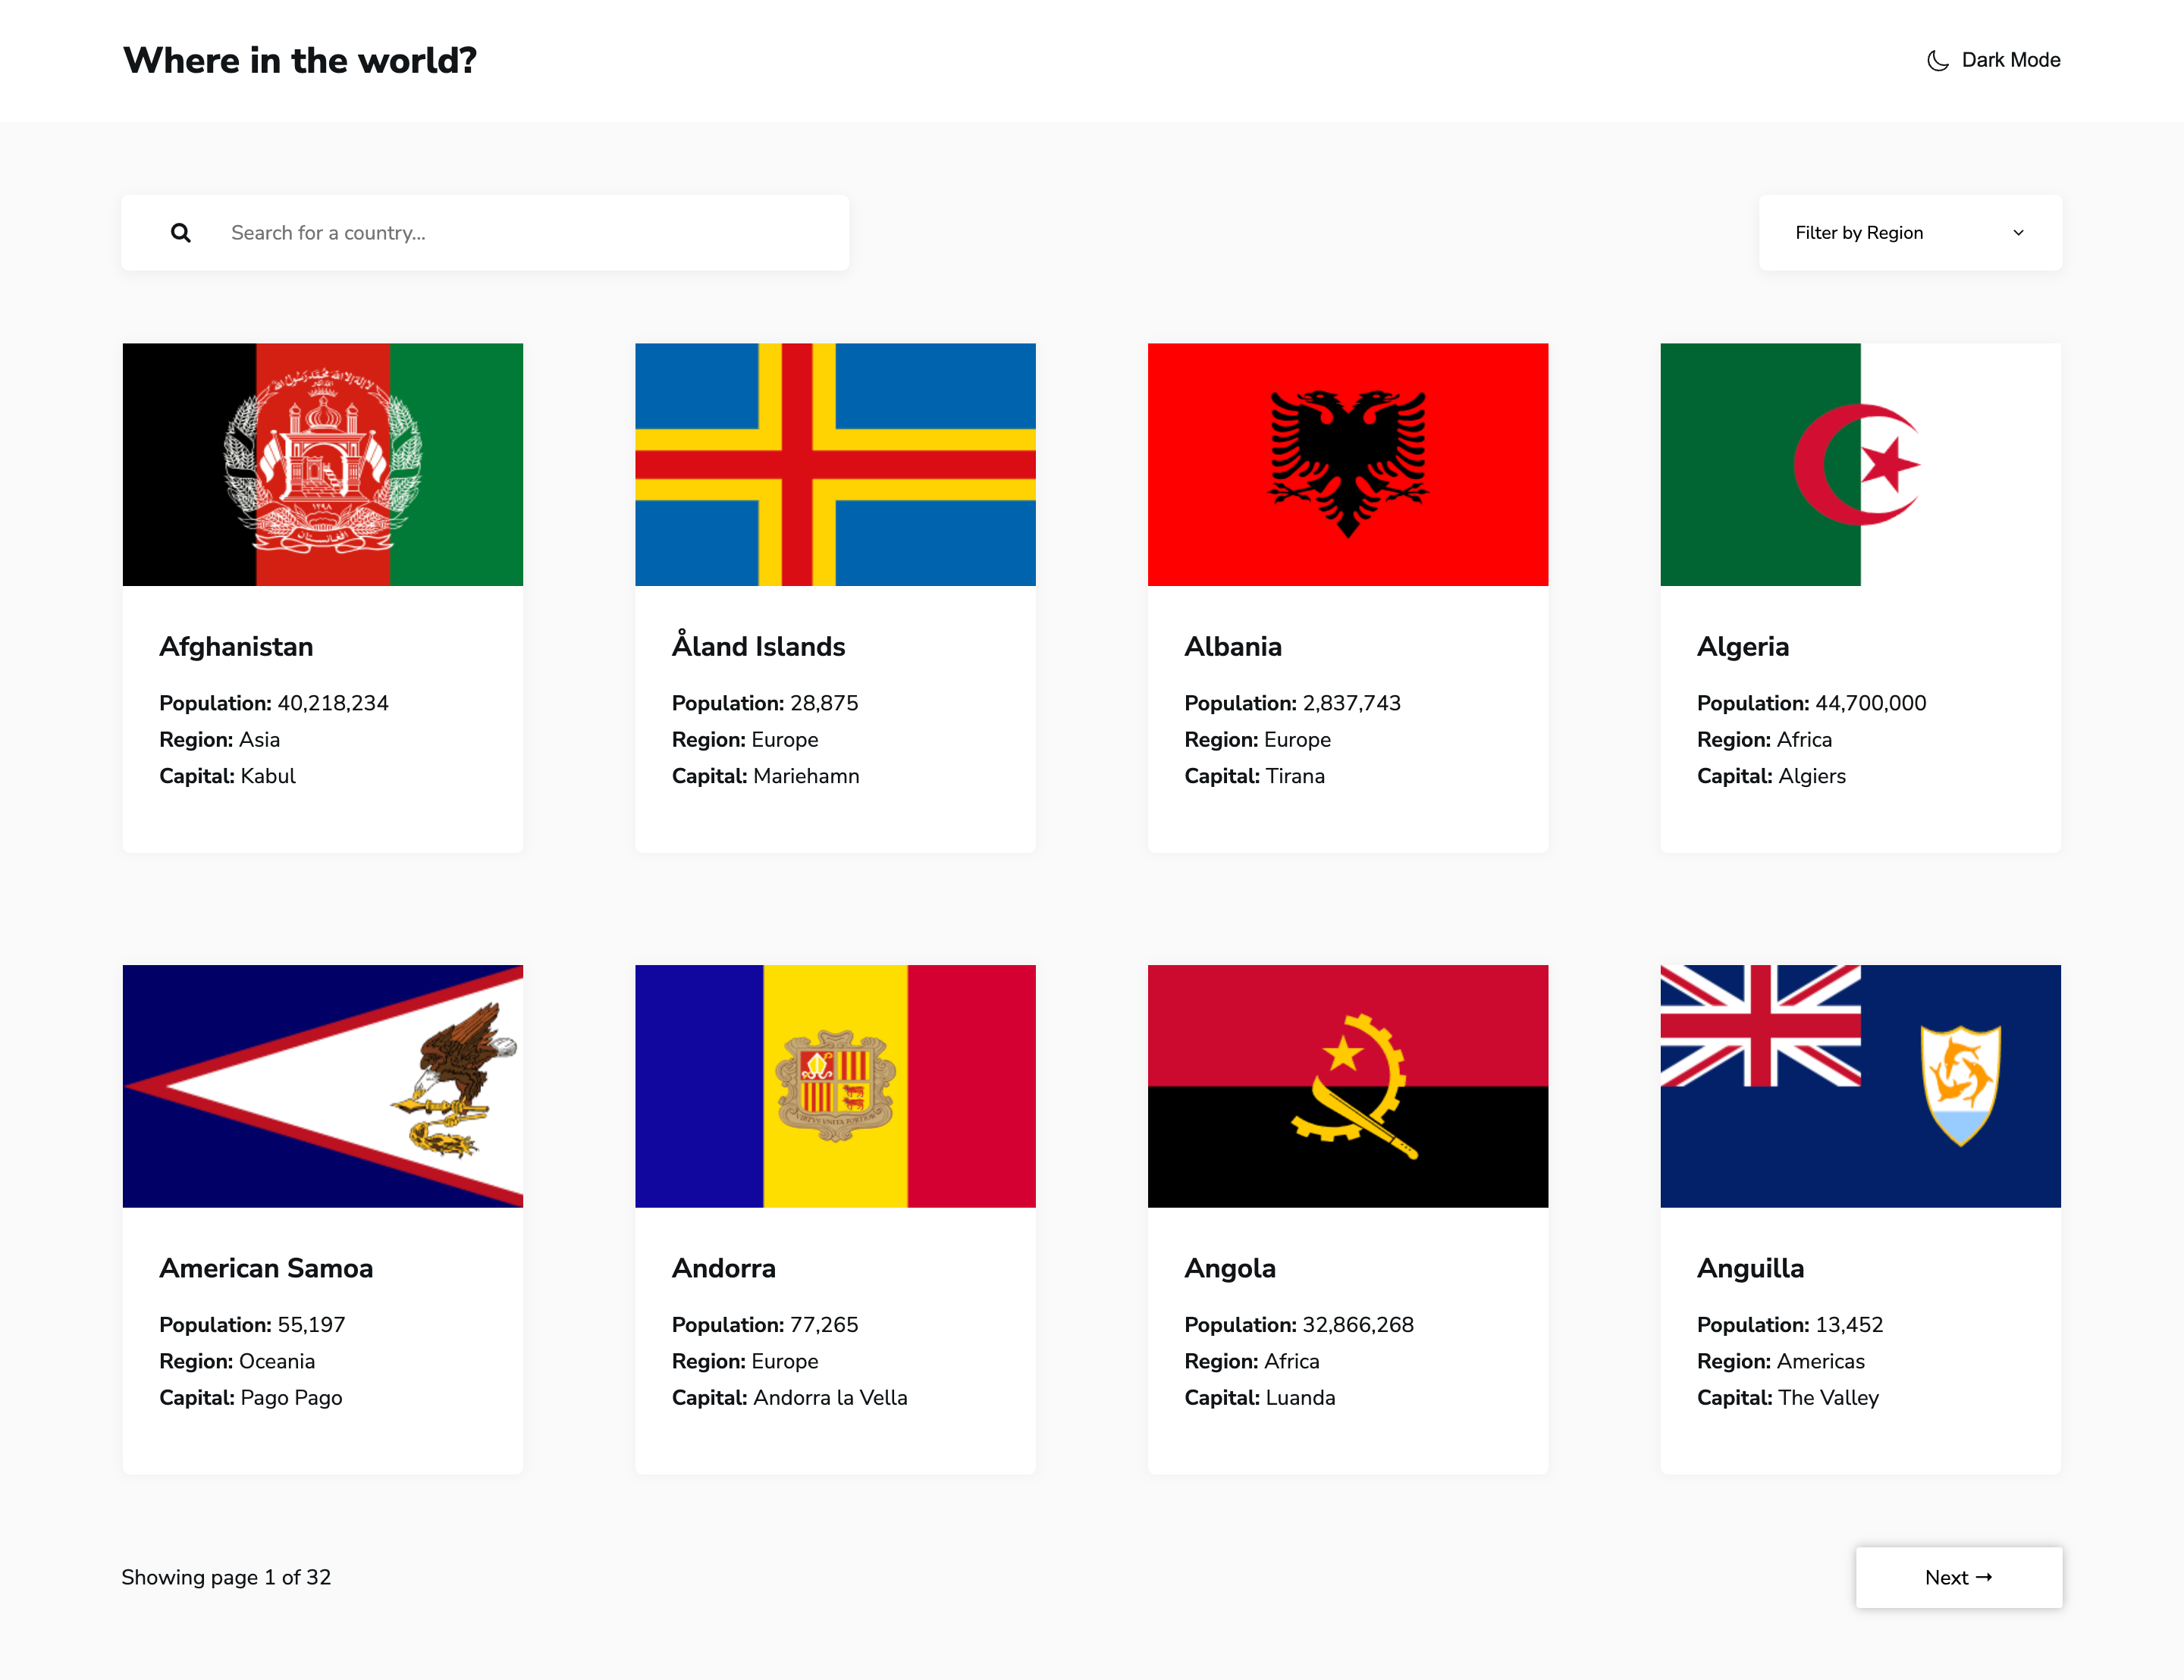 Where in the world?
Dark Mode
Search for a country...
Filter by Region
Afghanistan
Population: 40,218,234
Region: Asia
Capital: Kabul
Åland Islands
Population: 28,875
Region: Europe
Capital: Mariehamn
Albania
Population: 2,837,743
Region: Europe
Capital: Tirana
Algeria
Population: 44,700,000
Region: Africa
Capital: Algiers
American Samoa
Population: 55,197
Region: Oceania
Capital: Pago Pago
Andorra
Population: 77,265
Region: Europe
Capital: Andorra la Vella
Angola
Population: 32,866,268
Region: Africa
Capital: Luanda
Anguilla
Population: 13,452
Region: Americas
Capital: The Valley
Showing page 1 of 32
Next →